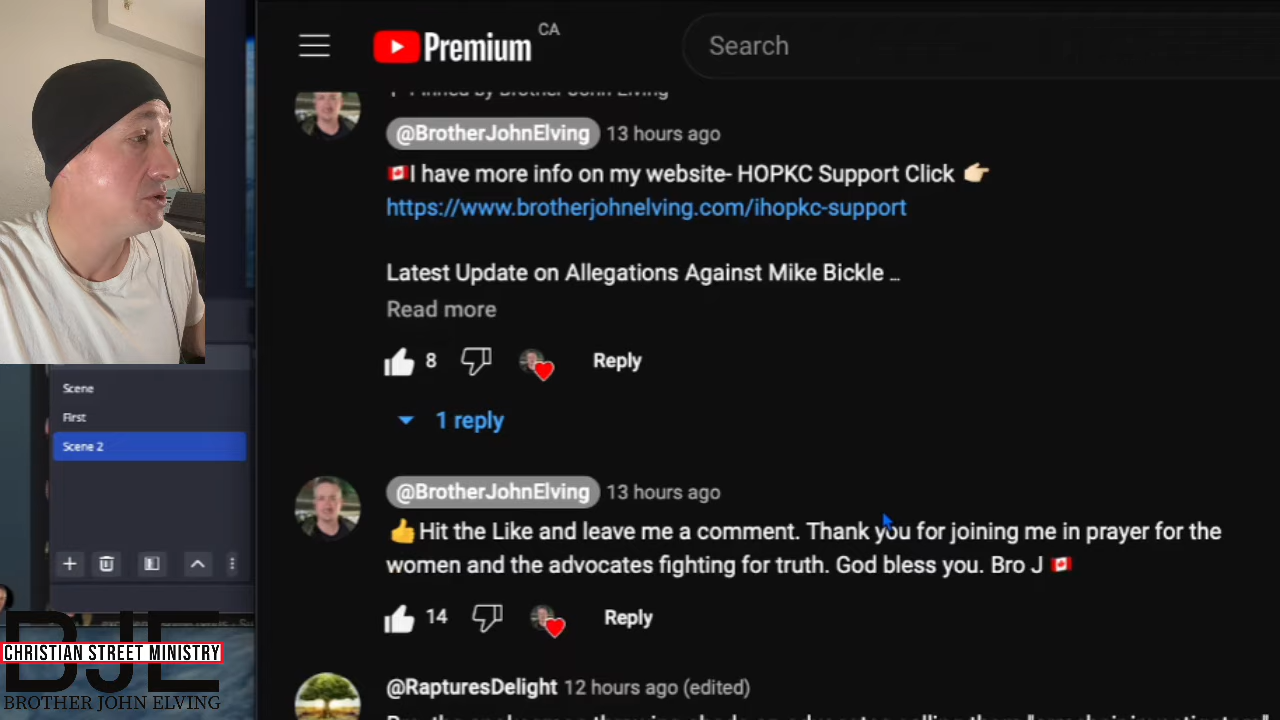 CA
Premium
Search
Pinned by Brother John Elving
@BrotherJohnElving 13 hours ago
🇨🇦I have more info on my website- HOPKC Support Click 👉🏼
https://www.brotherjohnelving.com/ihopkc-support
Latest Update on Allegations Against Mike Bickle ...
Read more
8
Reply
1 reply
Scene
First
Scene 2
@BrotherJohnElving 13 hours ago
👍Hit the Like and leave me a comment. Thank you for joining me in prayer for the
women and the advocates fighting for truth. God bless you. Bro J 🇨🇦
14
Reply
@RapturesDelight 12 hours ago (edited)
BJE
CHRISTIAN STREET MINISTRY
BROTHER JOHN ELVING